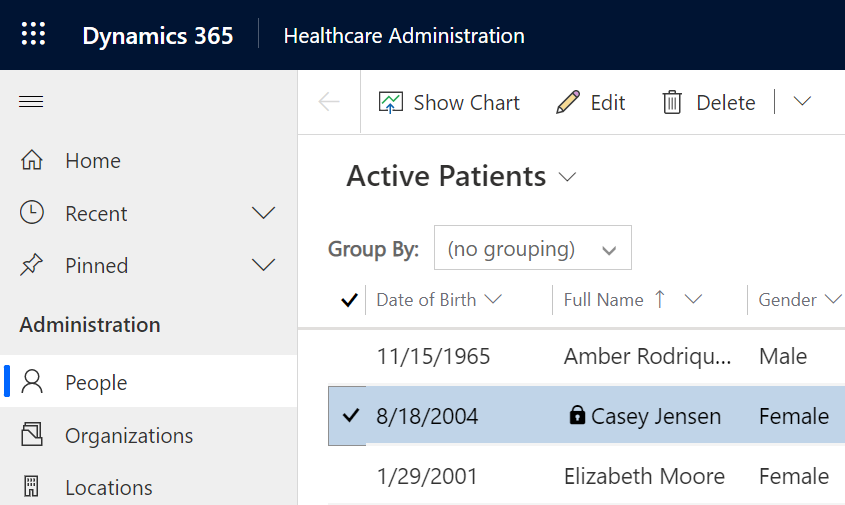 Dynamics 365 Healthcare Administration
Show Chart Edit Delete
Home
Recent
Pinned
Administration
People
Organizations
Locations
Active Patients
Group By: (no grouping)
Date of Birth Full Name Gender
11/15/1965 Amber Rodriqu... Male
8/18/2004 Casey Jensen Female
1/29/2001 Elizabeth Moore Female